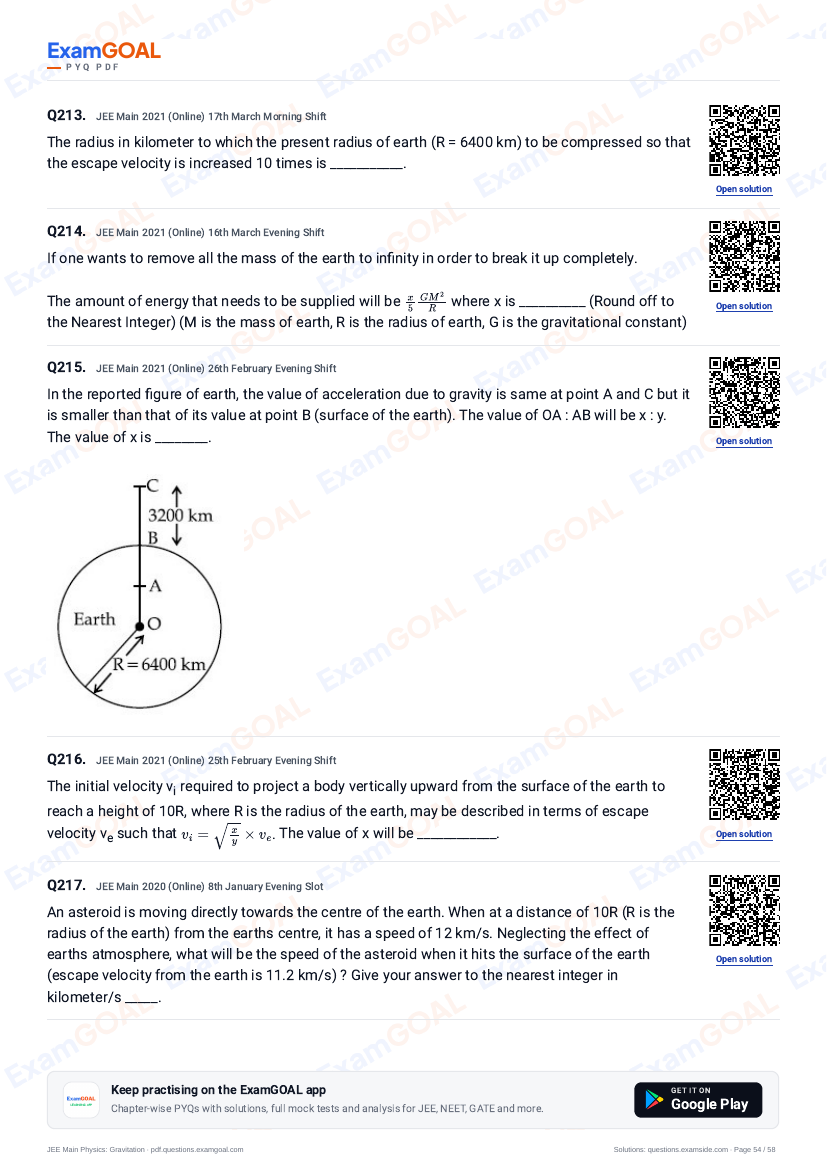 ExamGOAL
PYQ PDF
Q213. JEE Main 2021 (Online) 17th March Morning Shift
The radius in kilometer to which the present radius of earth (R = 6400 km) to be compressed so that
the escape velocity is increased 10 times is ___________.
Open solution
Q214. JEE Main 2021 (Online) 16th March Evening Shift
If one wants to remove all the mass of the earth to infinity in order to break it up completely.
The amount of energy that needs to be supplied will be $\frac{x}{5}\frac{GM^2}{R}$ where x is __________ (Round off to
the Nearest Integer) (M is the mass of earth, R is the radius of earth, G is the gravitational constant)
Open solution
Q215. JEE Main 2021 (Online) 26th February Evening Shift
In the reported figure of earth, the value of acceleration due to gravity is same at point A and C but it
is smaller than that of its value at point B (surface of the earth). The value of OA : AB will be x : y.
The value of x is ________.
Open solution
C
3200 km
B
A
Earth
O
R = 6400 km
Q216. JEE Main 2021 (Online) 25th February Evening Shift
The initial velocity v_i required to project a body vertically upward from the surface of the earth to
reach a height of 10R, where R is the radius of the earth, may be described in terms of escape
velocity v_e such that $v_i = \sqrt{\frac{x}{y}} \times v_e$. The value of x will be ____________.
Open solution
Q217. JEE Main 2020 (Online) 8th January Evening Slot
An asteroid is moving directly towards the centre of the earth. When at a distance of 10R (R is the
radius of the earth) from the earths centre, it has a speed of 12 km/s. Neglecting the effect of
earths atmosphere, what will be the speed of the asteroid when it hits the surface of the earth
(escape velocity from the earth is 11.2 km/s) ? Give your answer to the nearest integer in
kilometer/s _____.
Open solution
ExamGOAL
Keep practising on the ExamGOAL app
Chapter-wise PYQs with solutions, full mock tests and analysis for JEE, NEET, GATE and more.
GET IT ON
Google Play
JEE Main Physics: Gravitation · pdf.questions.examgoal.com
Solutions: questions.examside.com · Page 54 / 58